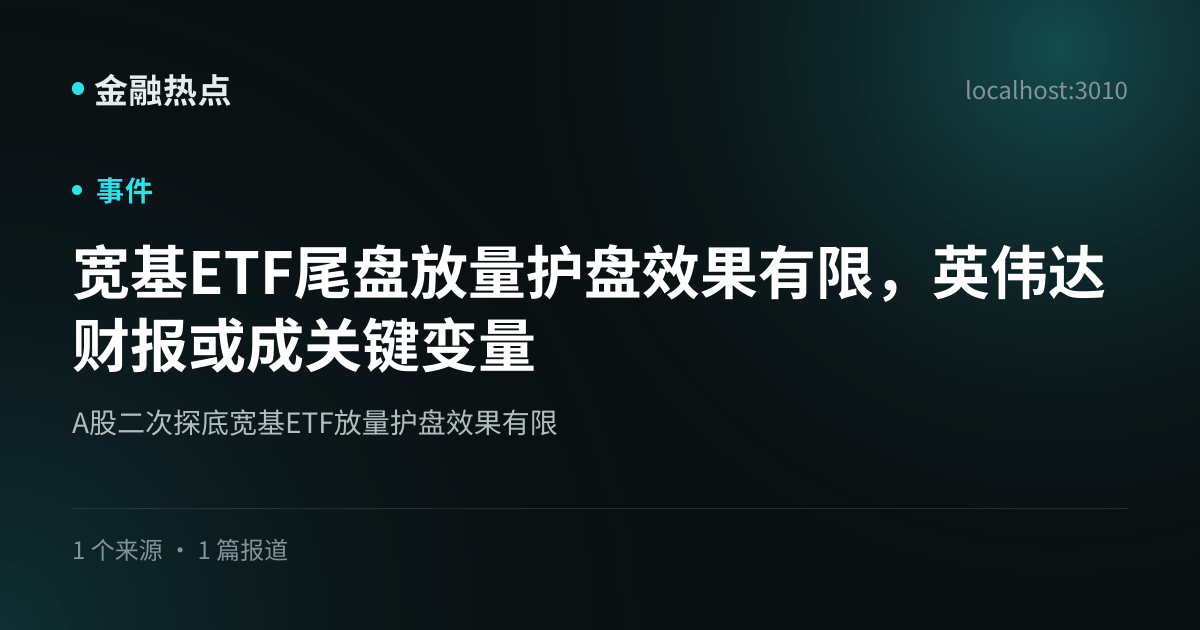 金融热点
localhost:3010
事件
宽基ETF尾盘放量护盘效果有限，英伟达
财报或成关键变量
A股二次探底宽基ETF放量护盘效果有限
1 个来源 · 1 篇报道